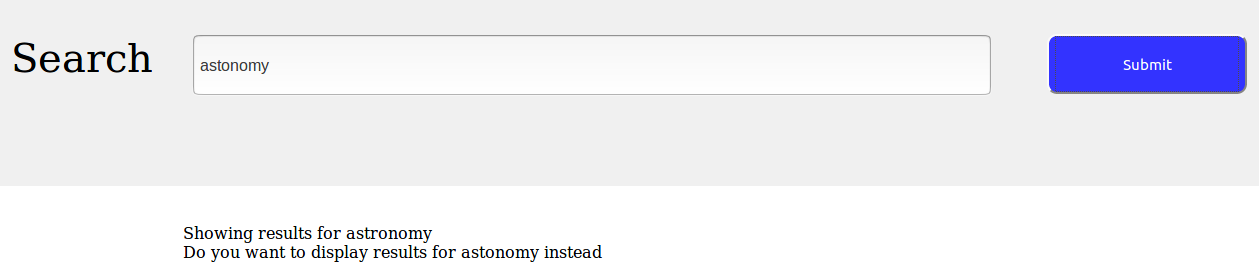 Search
astonomy
Submit
Showing results for astronomy
Do you want to display results for astonomy instead